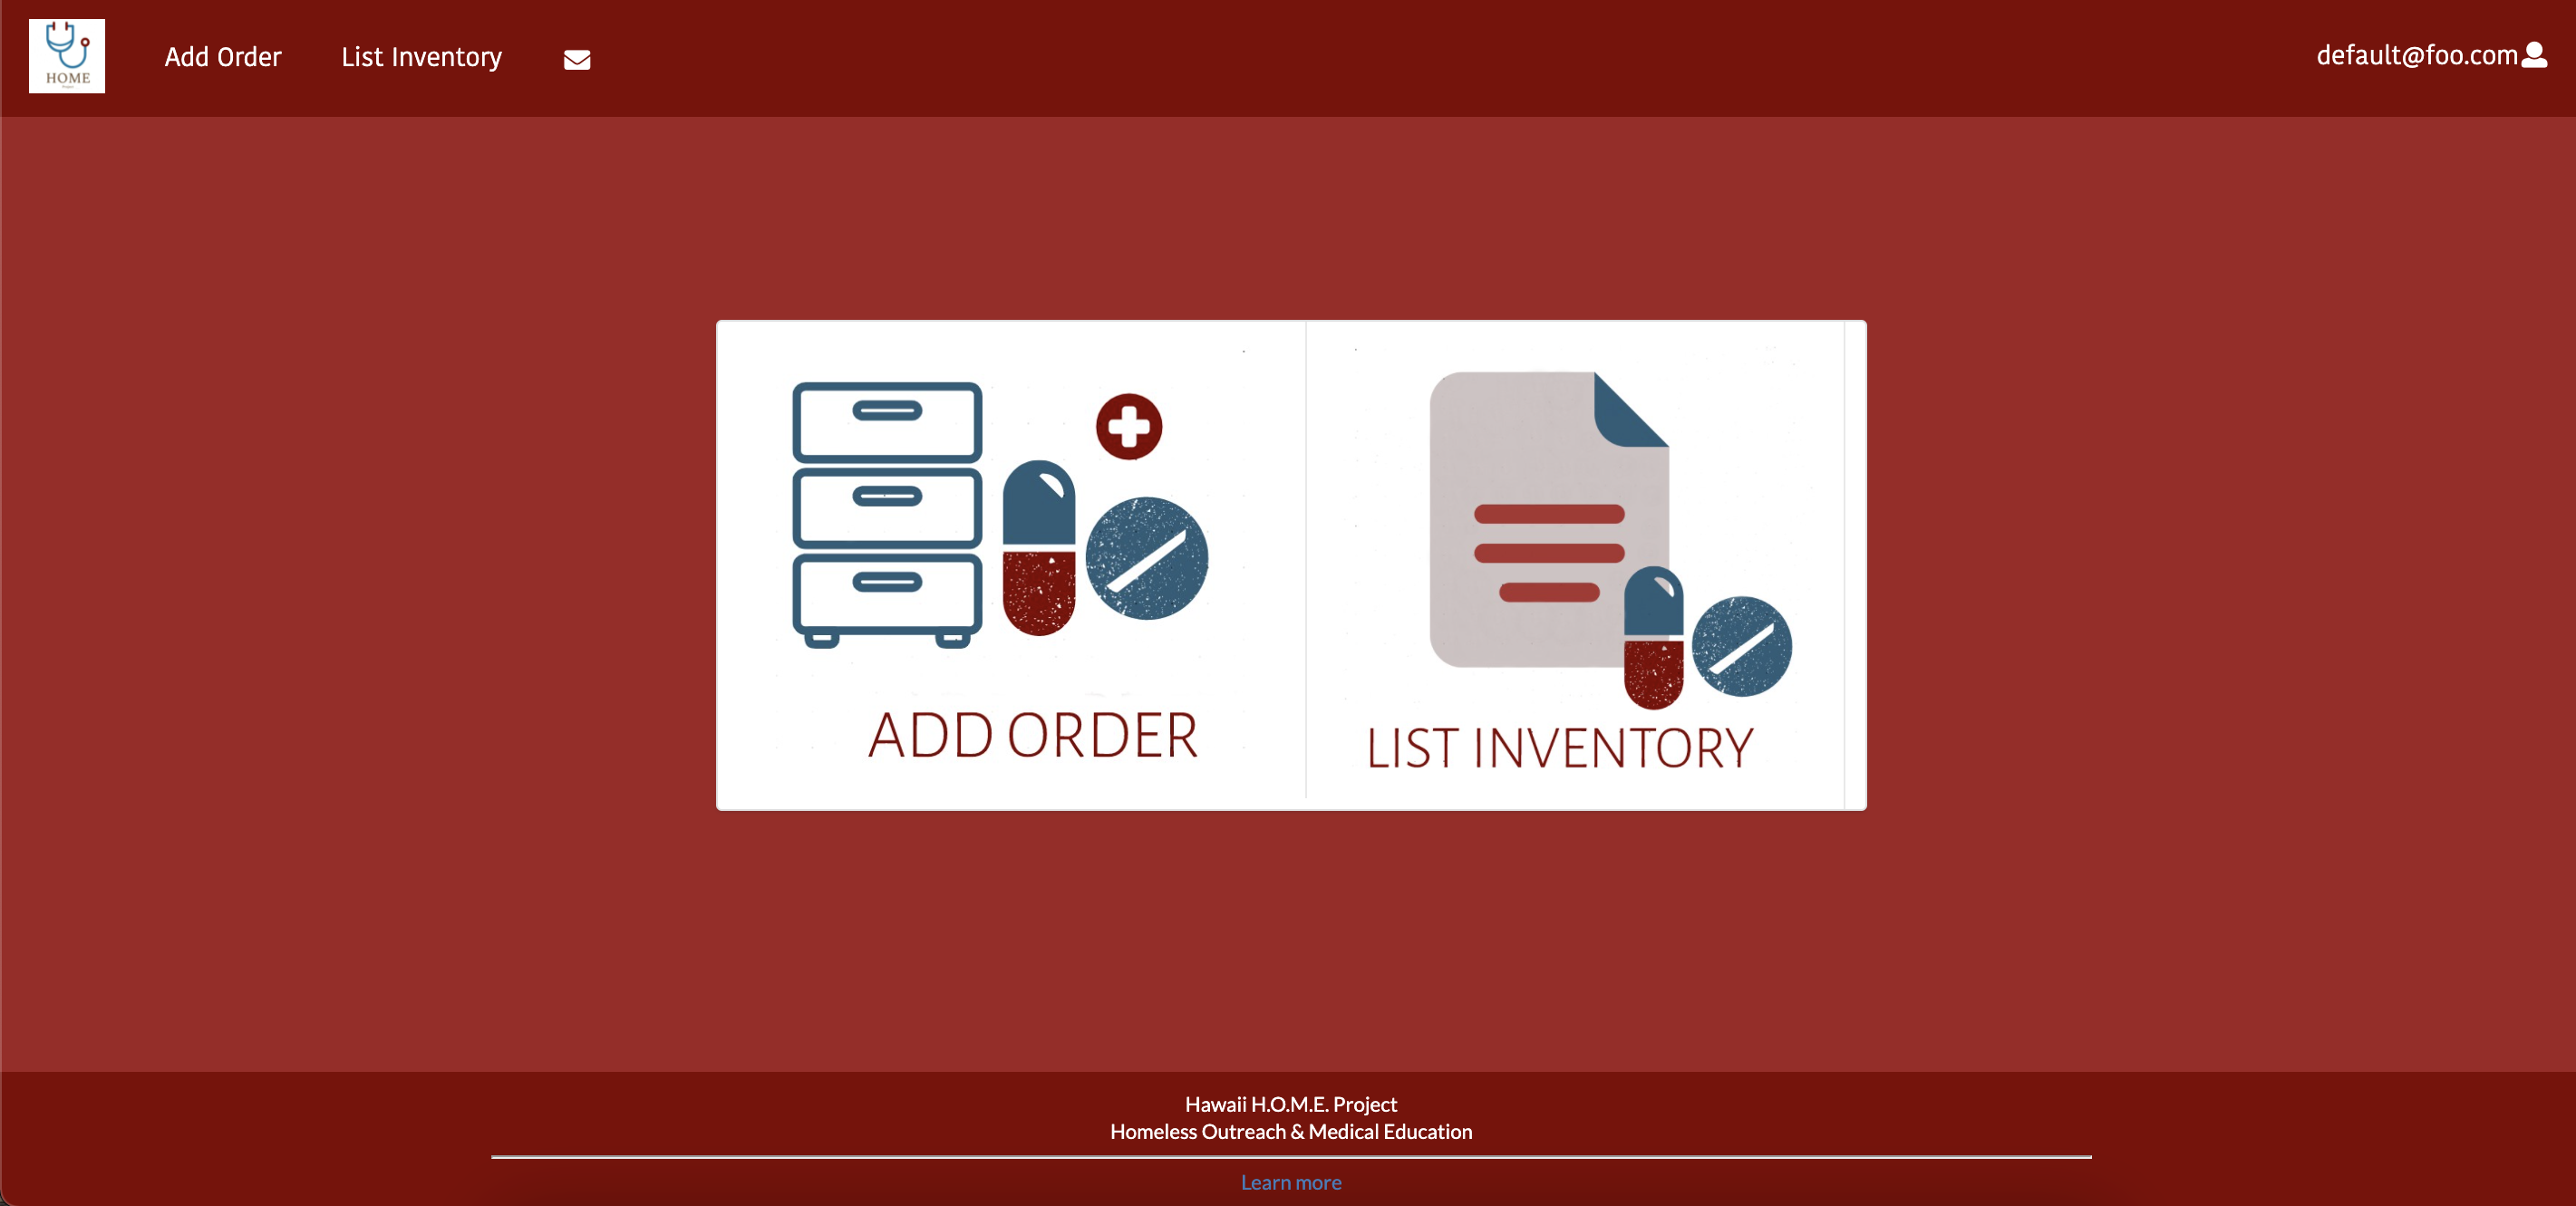 HOME
Add Order
List Inventory
default@foo.com
ADD ORDER
LIST INVENTORY
Hawaii H.O.M.E. Project
Homeless Outreach & Medical Education
Learn more